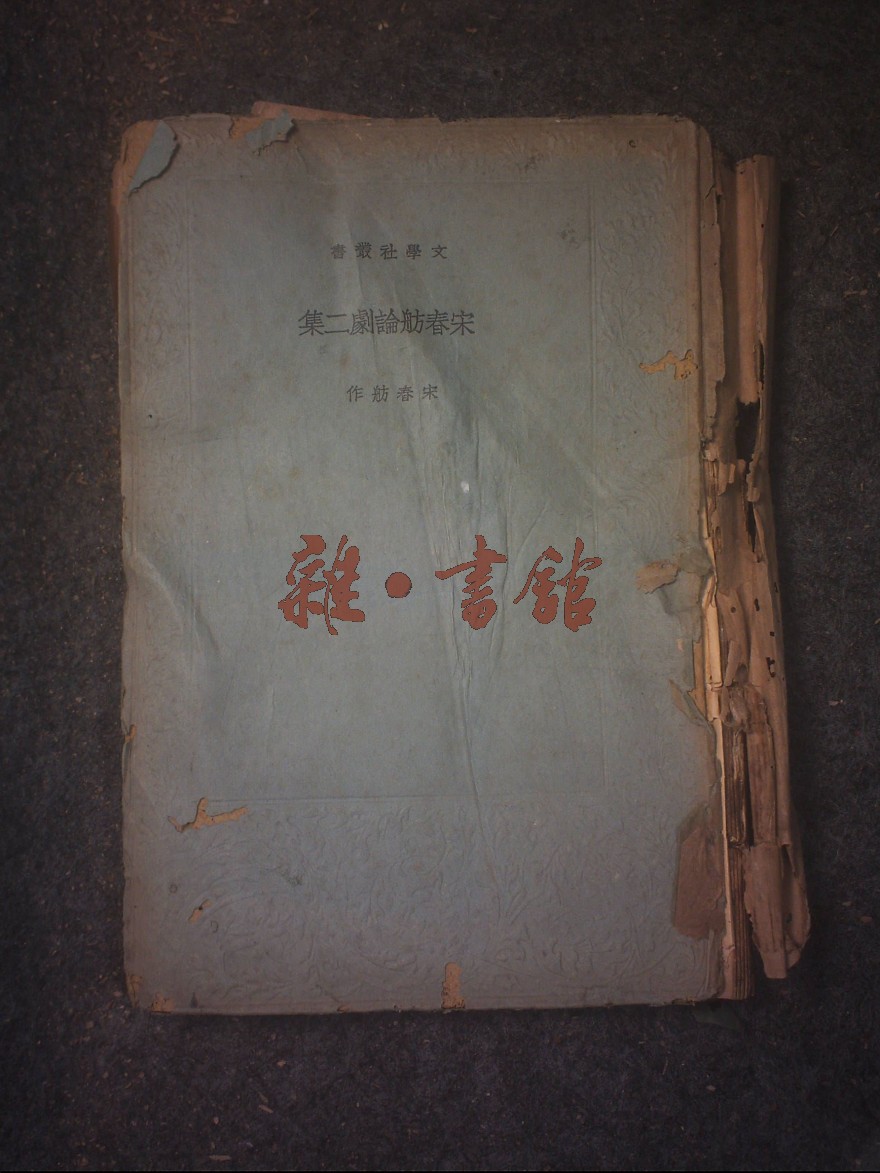 文學社叢書
宋春舫論劇二集
宋春舫作
雜·書館